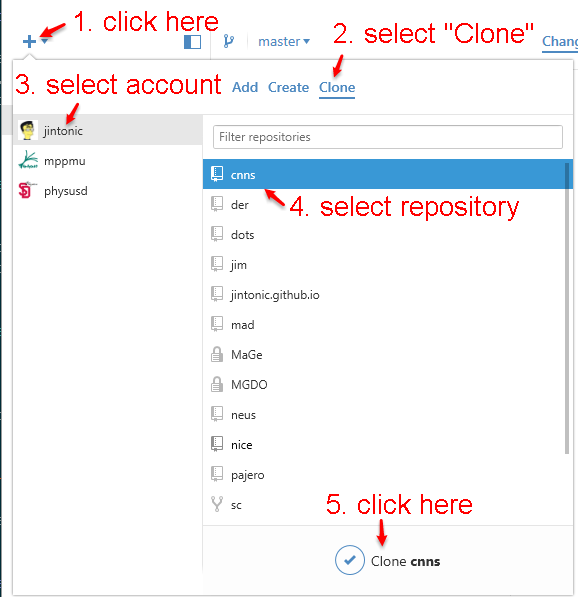 1. click here
master
2. select "Clone"
Chang
3. select account
Add Create Clone
jintonic
mppmu
physusd
Filter repositories
cnns
4. select repository
der
dots
jim
jintonic.github.io
mad
MaGe
MGDO
neus
nice
pajero
sc
5. click here
Clone cnns